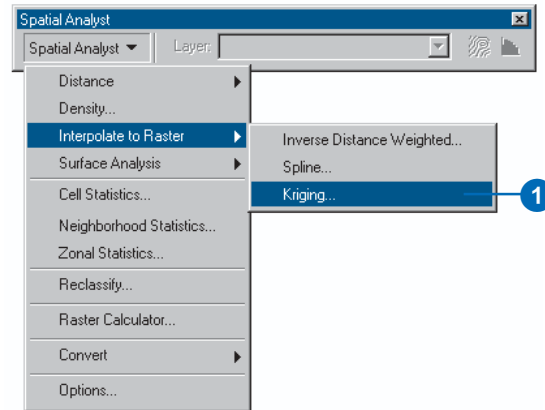 Spatial Analyst
Spatial Analyst Layer:
Distance
Density...
Interpolate to Raster
Inverse Distance Weighted...
Surface Analysis
Spline...
Cell Statistics...
Kriging...
1
Neighborhood Statistics...
Zonal Statistics...
Reclassify...
Raster Calculator...
Convert
Options...